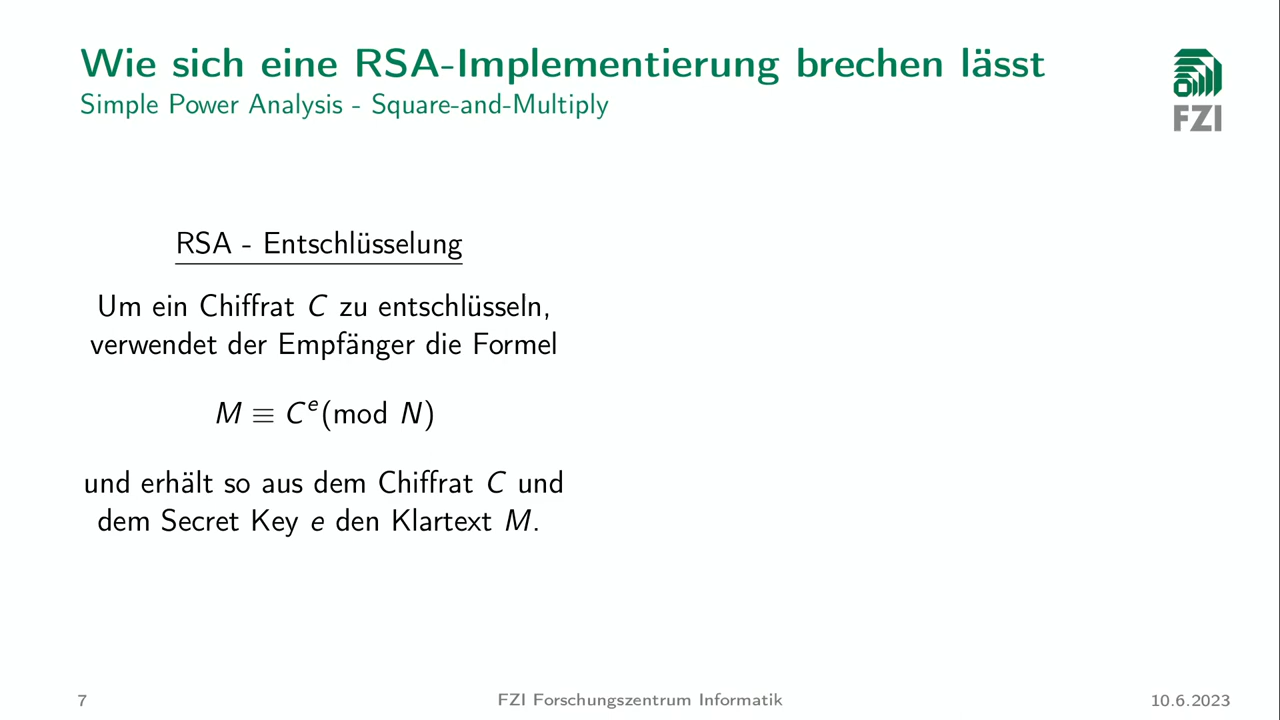 Wie sich eine RSA-Implementierung brechen lässt
Simple Power Analysis - Square-and-Multiply
FZI
RSA - Entschlüsselung
Um ein Chiffrat C zu entschlüsseln,
verwendet der Empfänger die Formel
M ≡ C^e (mod N)
und erhält so aus dem Chiffrat C und
dem Secret Key e den Klartext M.
7
FZI Forschungszentrum Informatik
10.6.2023